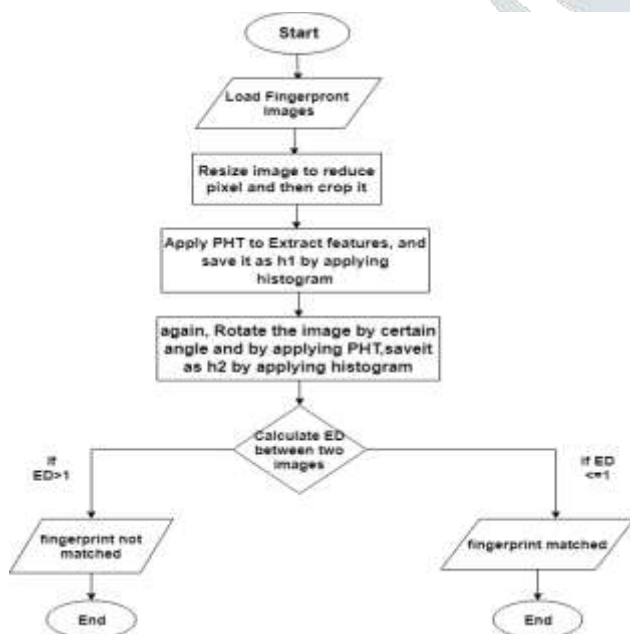 Start
Load Fingerpront
Images
Resize image to reduce
pixel and then crop it
Apply PHT to Extract features, and
save it as h1 by applying
histogram
again, Rotate the image by certain
angle and by applying PHT,saveit
as h2 by applying histogram
Calculate ED
between two
images
If
ED>1
if ED
<=1
fingerprint not
matched
fingerprint matched
End
End